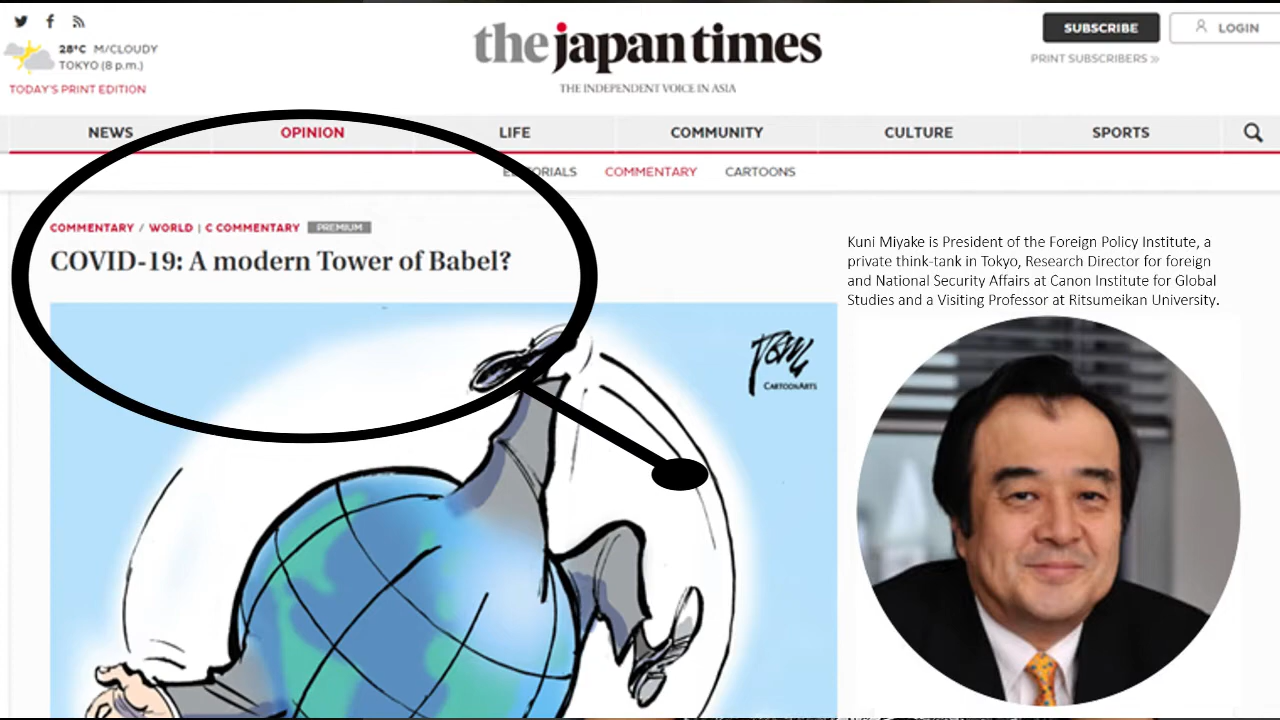 28°C M/CLOUDY
TOKYO (8 p.m.)
TODAY'S PRINT EDITION
the japan times
THE INDEPENDENT VOICE IN ASIA
SUBSCRIBE
LOGIN
PRINT SUBSCRIBERS »
NEWS OPINION LIFE COMMUNITY CULTURE SPORTS
EDITORIALS COMMENTARY CARTOONS
COMMENTARY / WORLD | C COMMENTARY PREMIUM
COVID-19: A modern Tower of Babel?
TOM
CARTOONARTS
Kuni Miyake is President of the Foreign Policy Institute, a
private think-tank in Tokyo, Research Director for foreign
and National Security Affairs at Canon Institute for Global
Studies and a Visiting Professor at Ritsumeikan University.